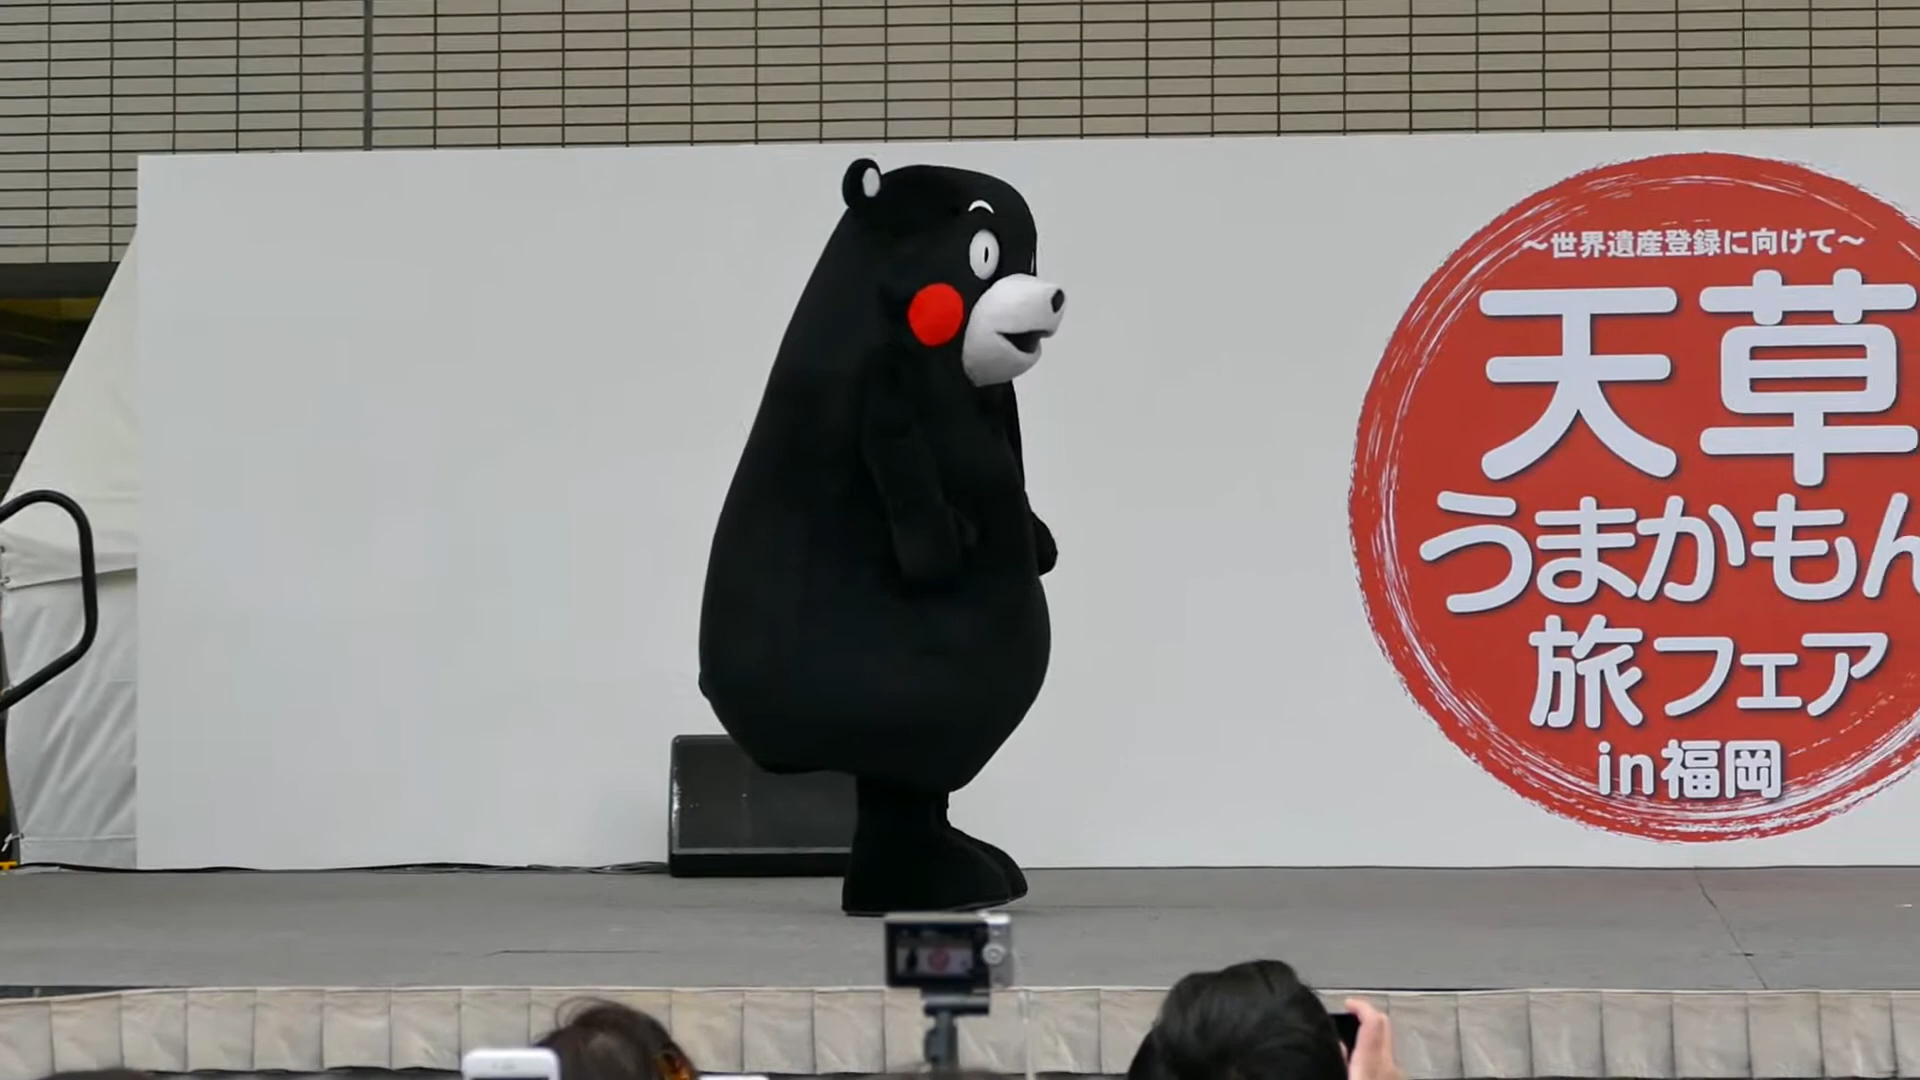 ～世界遺産登録に向けて～
天草
うまかもん
旅フェア
in福岡